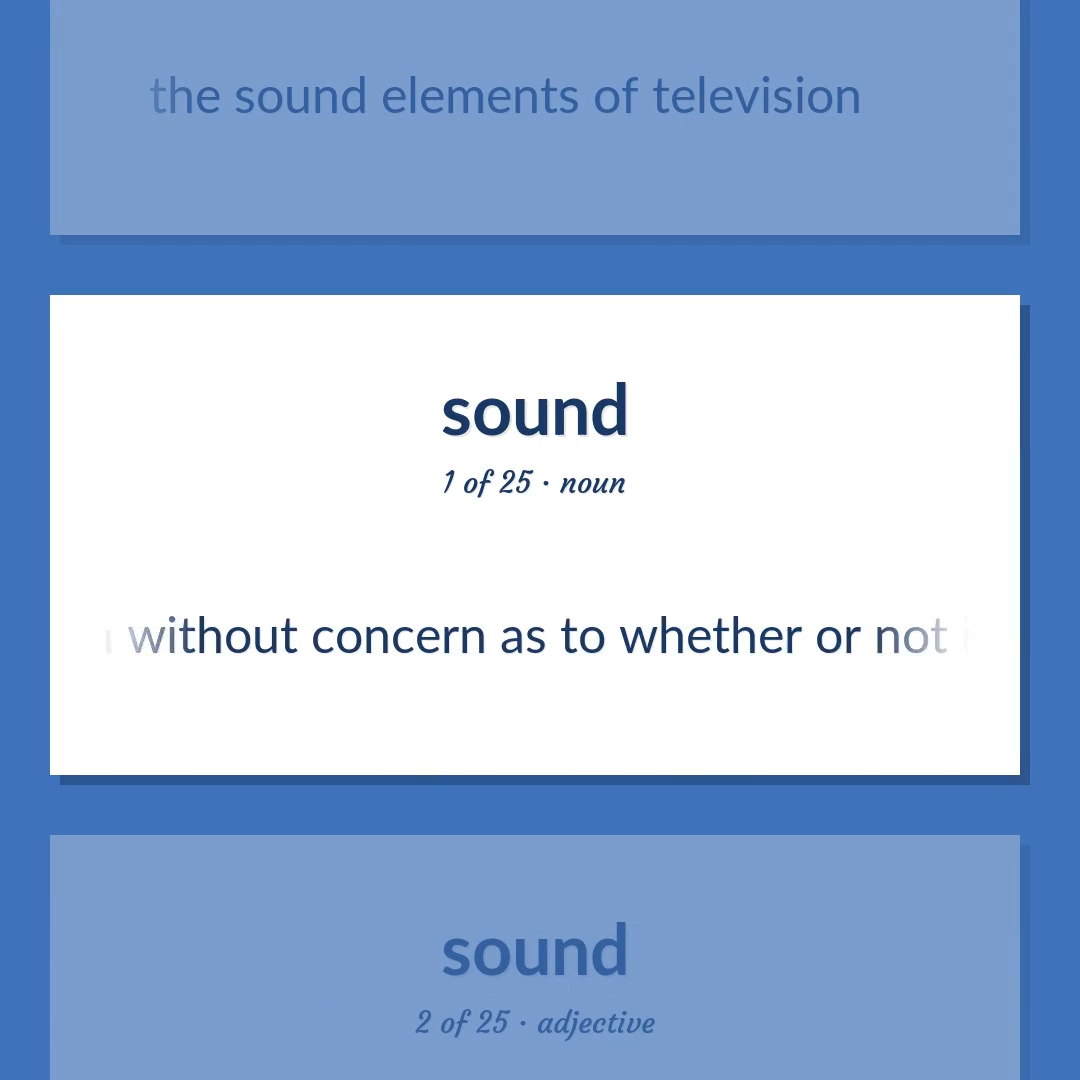 the sound elements of television
sound
1 of 25 · noun
without concern as to whether or not
sound
2 of 25 · adjective